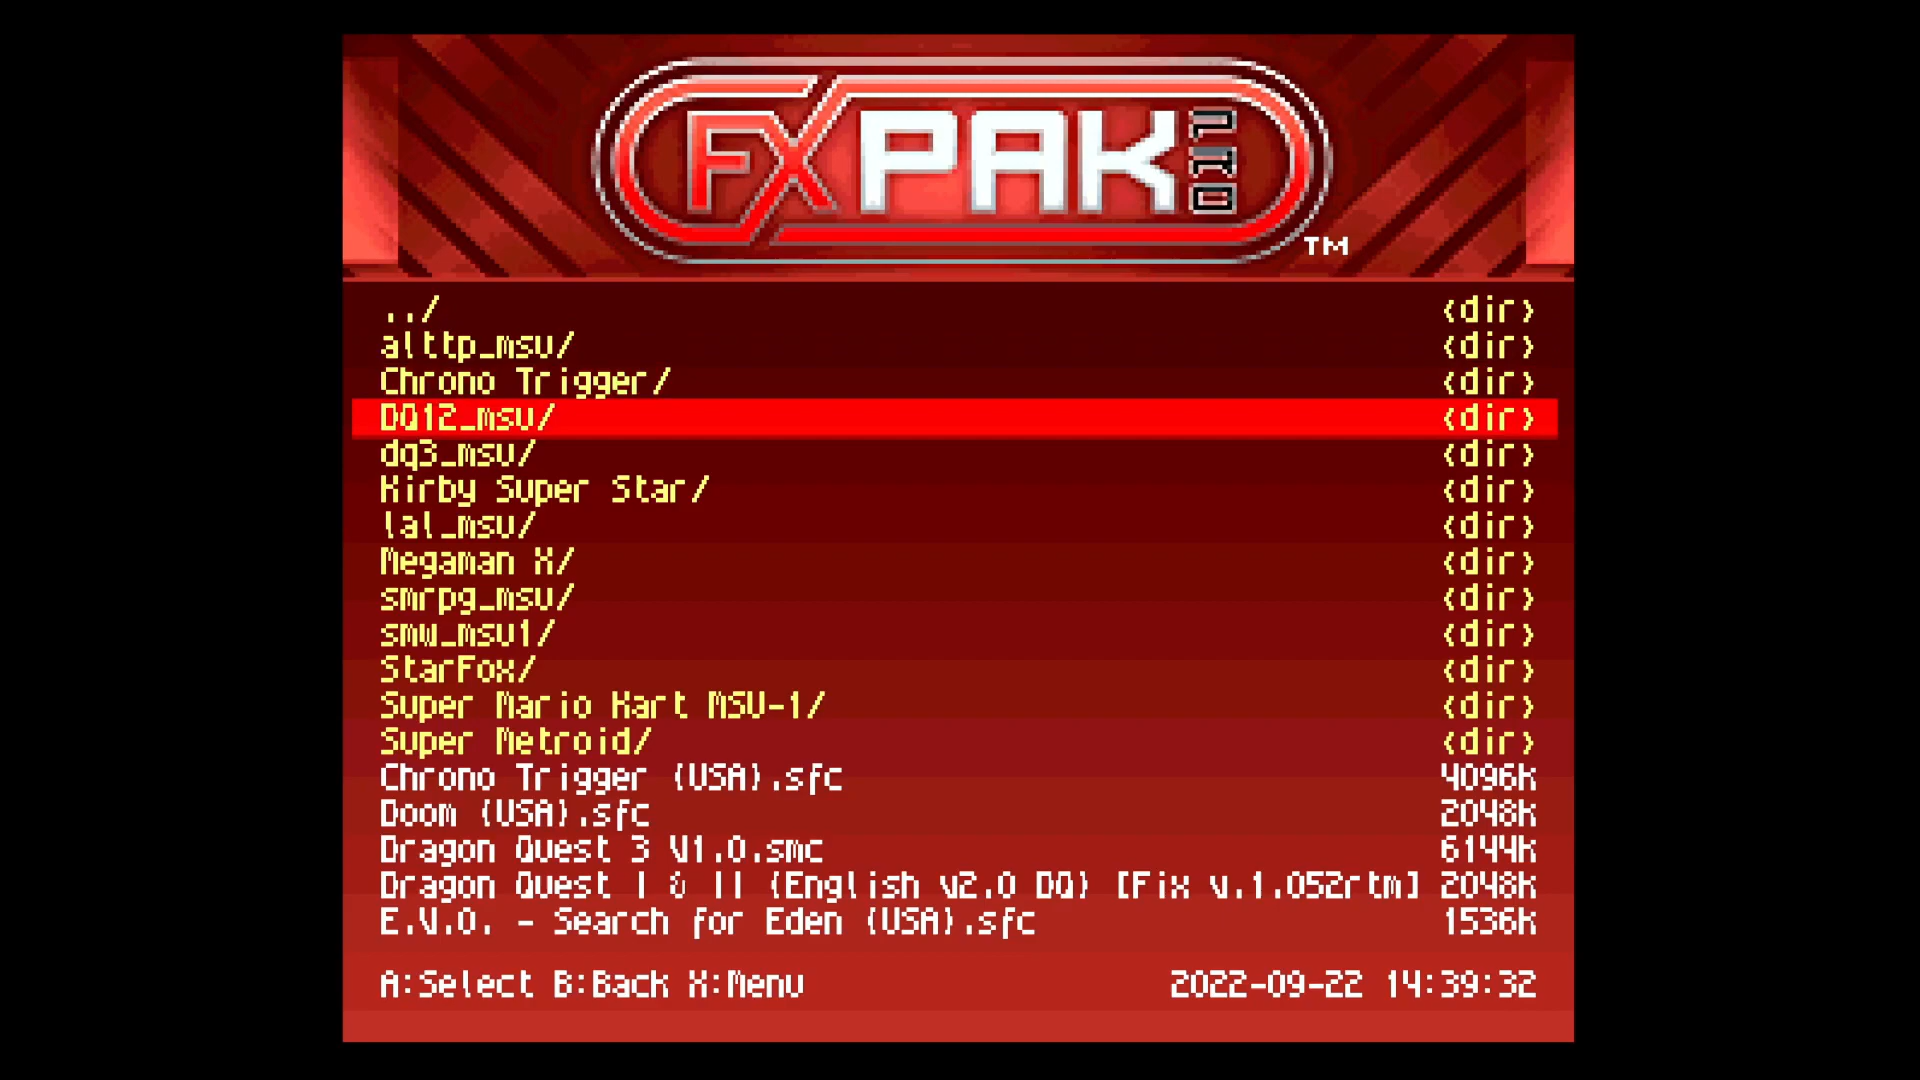 FXPAK PRO
TM
../ <dir>
alttp_msu/ <dir>
Chrono Trigger/ <dir>
DQ12_msu/ <dir>
dq3_msu/ <dir>
Kirby Super Star/ <dir>
lal_msu/ <dir>
Megaman X/ <dir>
smrpg_msu/ <dir>
smw_msu1/ <dir>
StarFox/ <dir>
Super Mario Kart MSU-1/ <dir>
Super Metroid/ <dir>
Chrono Trigger (USA).sfc 4096K
Doom (USA).sfc 2048K
Dragon Quest 3 V1.0.smc 6144K
Dragon Quest I & II (English v2.0 DQ) [Fix v.1.052rtm] 2048K
E.V.O. - Search for Eden (USA).sfc 1536K
A:Select B:Back X:Menu 2022-09-22 14:39:32